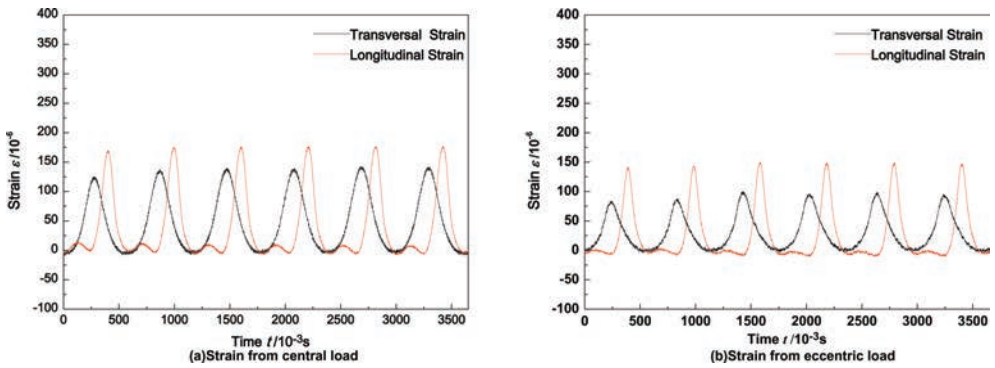 400
350
300
250
200
150
100
50
0
-50
-100
Strain ε/10⁻⁶
Transversal Strain
Longitudinal Strain
0 500 1000 1500 2000 2500 3000 3500
Time t /10⁻³s
(a)Strain from central load
400
350
300
250
200
150
100
50
0
-50
-100
Strain ε/10⁻⁶
Transversal Strain
Longitudinal Strain
0 500 1000 1500 2000 2500 3000 3500
Time t /10⁻³s
(b)Strain from eccentric load